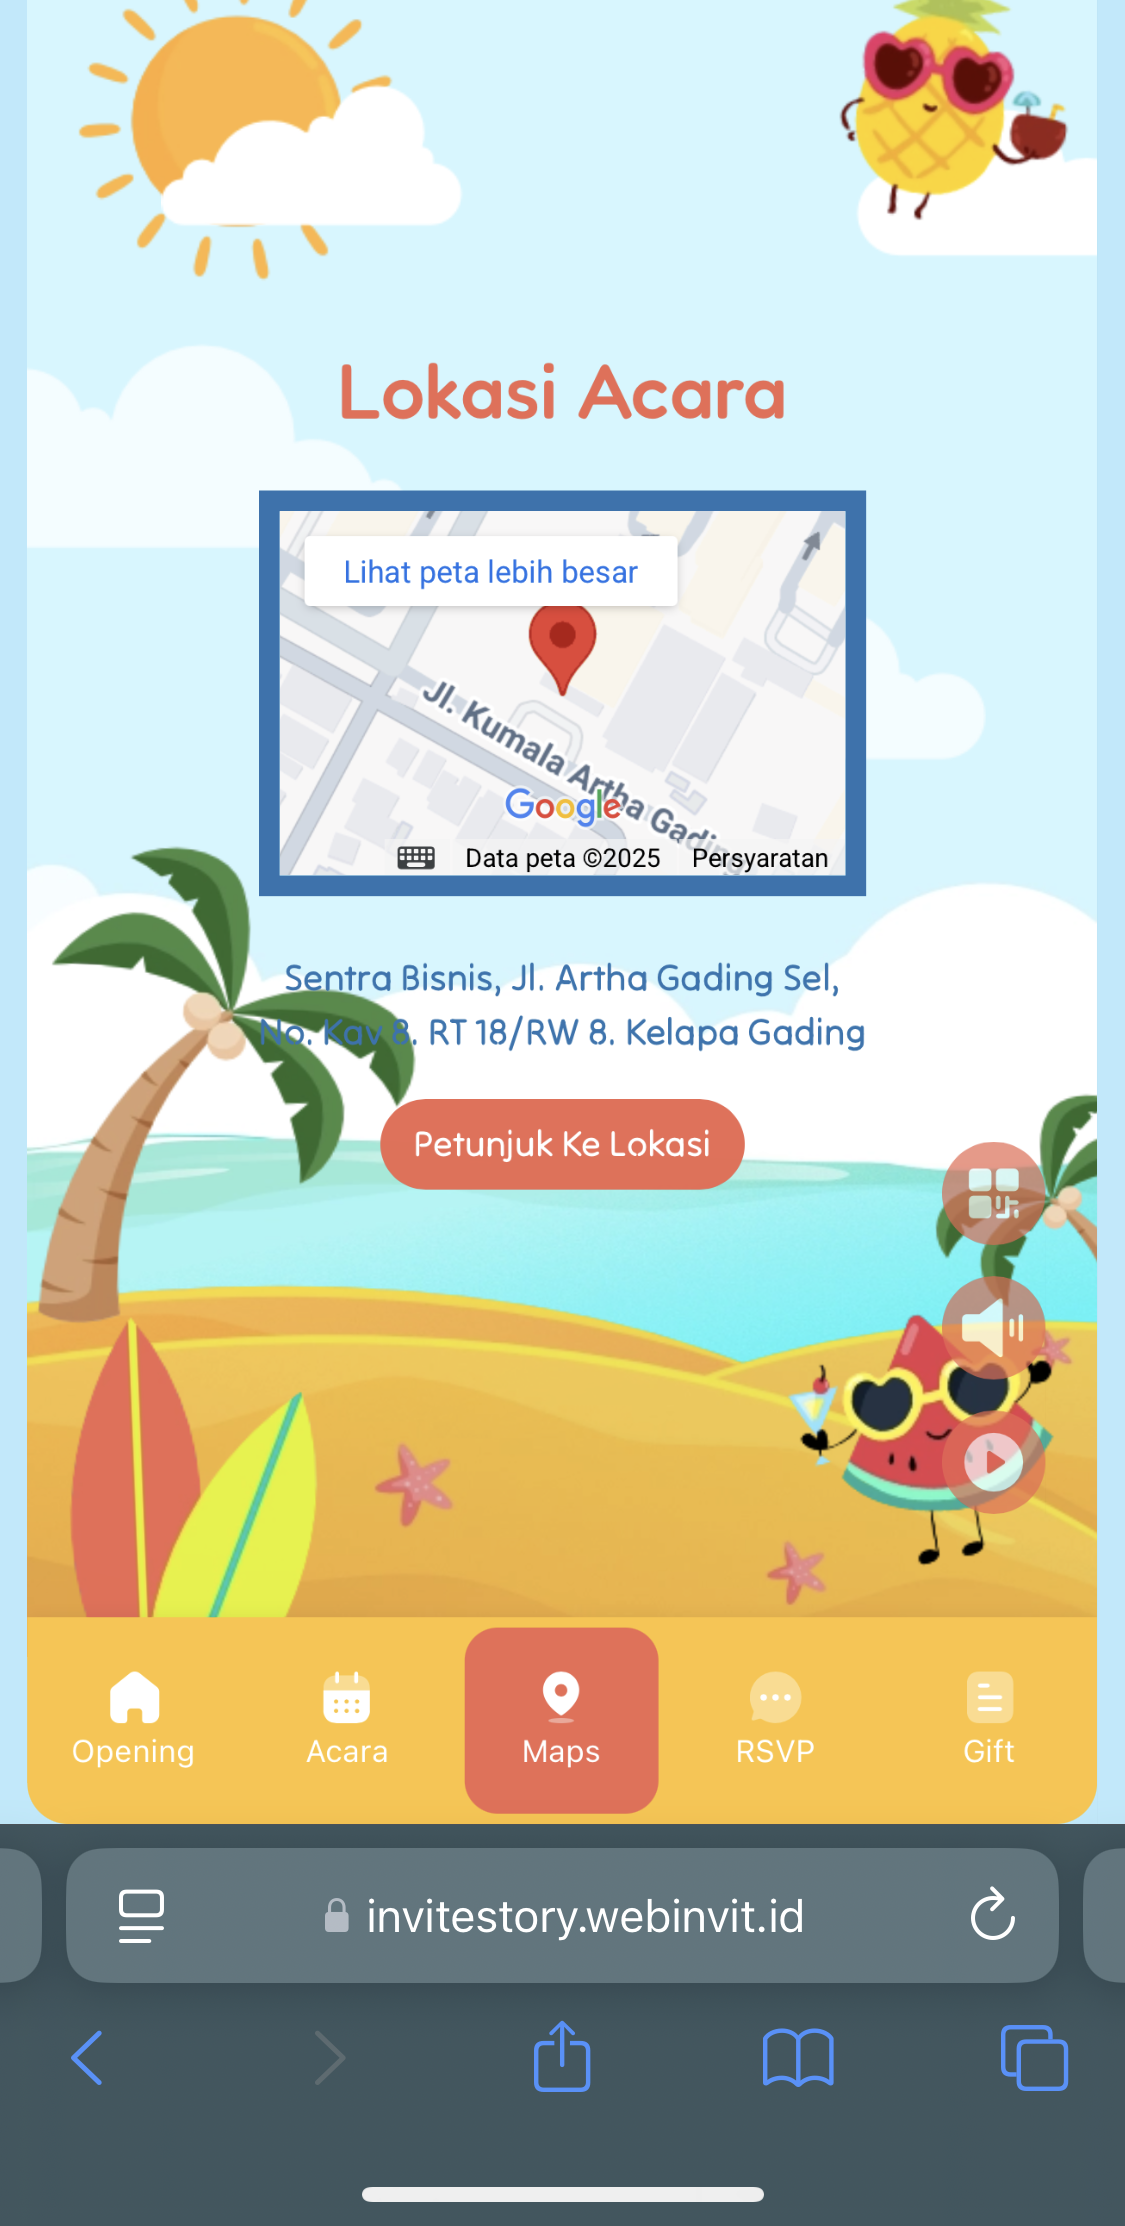 Lokasi Acara
Lihat peta lebih besar
Jl. Kumala Artha Gading
Google
Data peta ©2025 Persyaratan
Sentra Bisnis, Jl. Artha Gading Sel,
No. Kav 8. RT 18/RW 8. Kelapa Gading
Petunjuk Ke Lokasi
Opening Acara Maps RSVP Gift
invitestory.webinvit.id